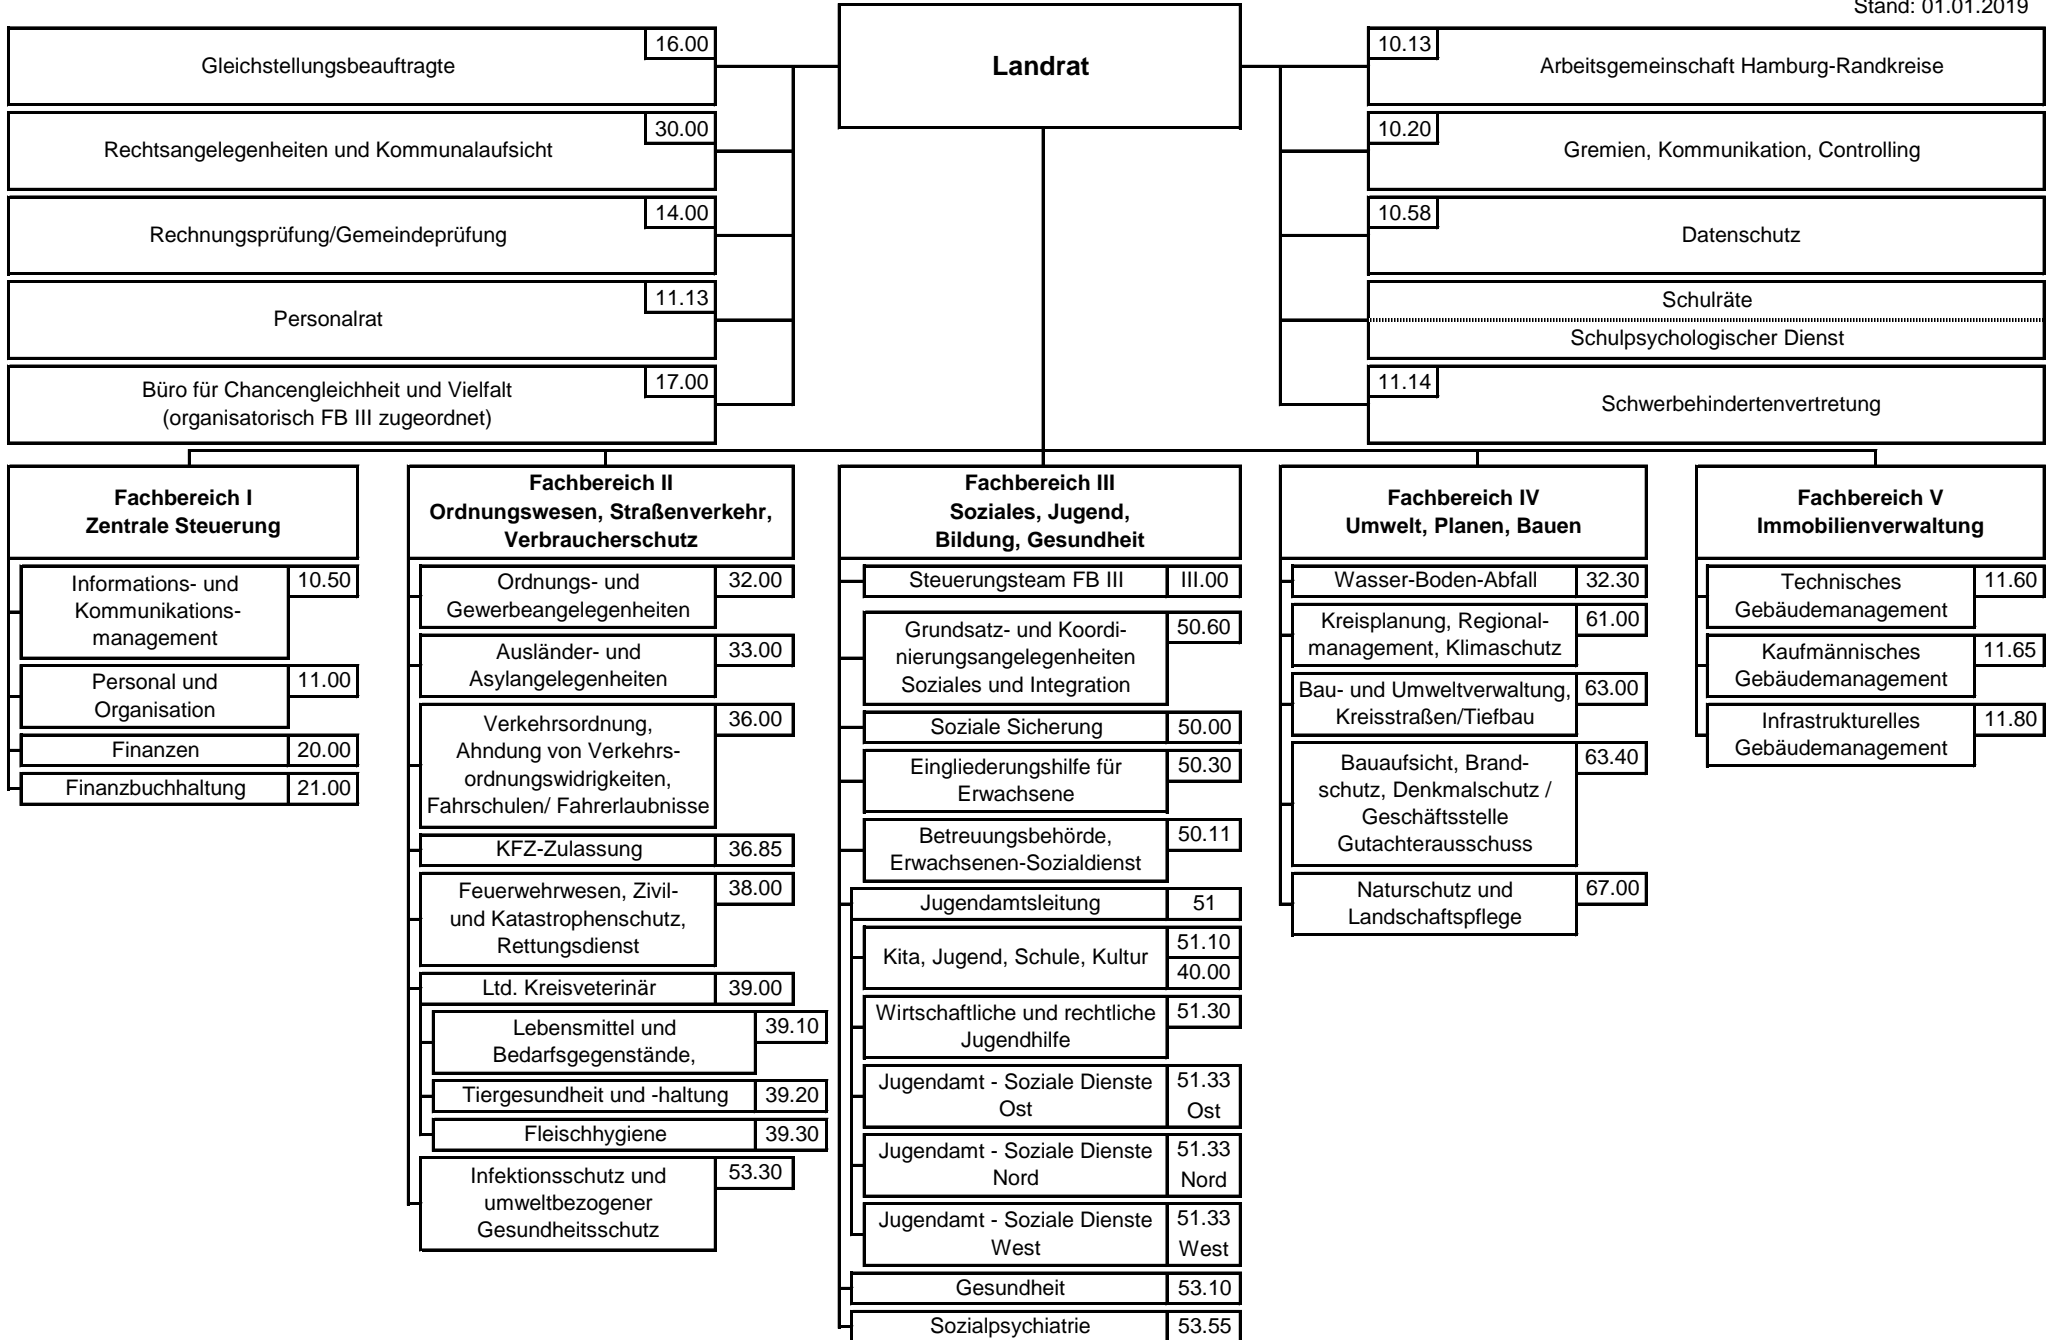 Stand: 01.01.2019
Landrat
16.00
Gleichstellungsbeauftragte
30.00
Rechtsangelegenheiten und Kommunalaufsicht
14.00
Rechnungsprüfung/Gemeindeprüfung
11.13
Personalrat
17.00
Büro für Chancengleichheit und Vielfalt
(organisatorisch FB III zugeordnet)
10.13
Arbeitsgemeinschaft Hamburg-Randkreise
10.20
Gremien, Kommunikation, Controlling
10.58
Datenschutz
Schulräte
Schulpsychologischer Dienst
11.14
Schwerbehindertenvertretung
Fachbereich I
Zentrale Steuerung
Informations- und
Kommunikations-
management
10.50
Personal und
Organisation
11.00
Finanzen
20.00
Finanzbuchhaltung
21.00
Fachbereich II
Ordnungswesen, Straßenverkehr,
Verbraucherschutz
Ordnungs- und
Gewerbeangelegenheiten
32.00
Ausländer- und
Asylangelegenheiten
33.00
Verkehrsordnung,
Ahndung von Verkehrs-
ordnungswidrigkeiten,
Fahrschulen/ Fahrerlaubnisse
36.00
KFZ-Zulassung
36.85
Feuerwehrwesen, Zivil-
und Katastrophenschutz,
Rettungsdienst
38.00
Ltd. Kreisveterinär
39.00
Lebensmittel und
Bedarfsgegenstände,
39.10
Tiergesundheit und -haltung
39.20
Fleischhygiene
39.30
Infektionsschutz und
umweltbezogener
Gesundheitsschutz
53.30
Fachbereich III
Soziales, Jugend,
Bildung, Gesundheit
Steuerungsteam FB III
III.00
Grundsatz- und Koordi-
nierungsangelegenheiten
Soziales und Integration
50.60
Soziale Sicherung
50.00
Eingliederungshilfe für
Erwachsene
50.30
Betreuungsbehörde,
Erwachsenen-Sozialdienst
50.11
Jugendamtsleitung
51
Kita, Jugend, Schule, Kultur
51.10
40.00
Wirtschaftliche und rechtliche
Jugendhilfe
51.30
Jugendamt - Soziale Dienste
Ost
51.33
Ost
Jugendamt - Soziale Dienste
Nord
51.33
Nord
Jugendamt - Soziale Dienste
West
51.33
West
Gesundheit
53.10
Sozialpsychiatrie
53.55
Fachbereich IV
Umwelt, Planen, Bauen
Wasser-Boden-Abfall
32.30
Kreisplanung, Regional-
management, Klimaschutz
61.00
Bau- und Umweltverwaltung,
Kreisstraßen/Tiefbau
63.00
Bauaufsicht, Brand-
schutz, Denkmalschutz /
Geschäftsstelle
Gutachterausschuss
63.40
Naturschutz und
Landschaftspflege
67.00
Fachbereich V
Immobilienverwaltung
Technisches
Gebäudemanagement
11.60
Kaufmännisches
Gebäudemanagement
11.65
Infrastrukturelles
Gebäudemanagement
11.80